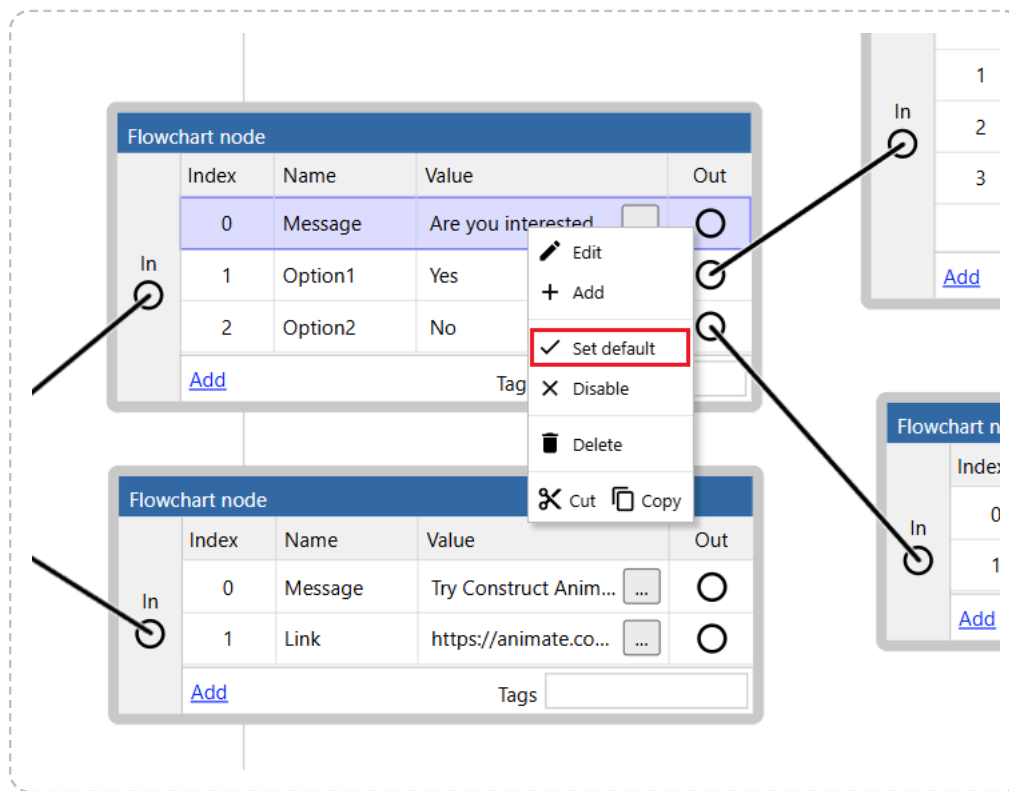 Flowchart node
Index Name Value Out
0 Message Are you interested
In
1 Option1 Yes
2 Option2 No
Add Tag
Edit
Add
Set default
Disable
Delete
Cut Copy
Flowchart node
Index Name Value Out
0 Message Try Construct Anim... ...
In
1 Link https://animate.co... ...
Add Tags
1
In
2
3
Add
Flowchart n
Index
0
In
1
Add